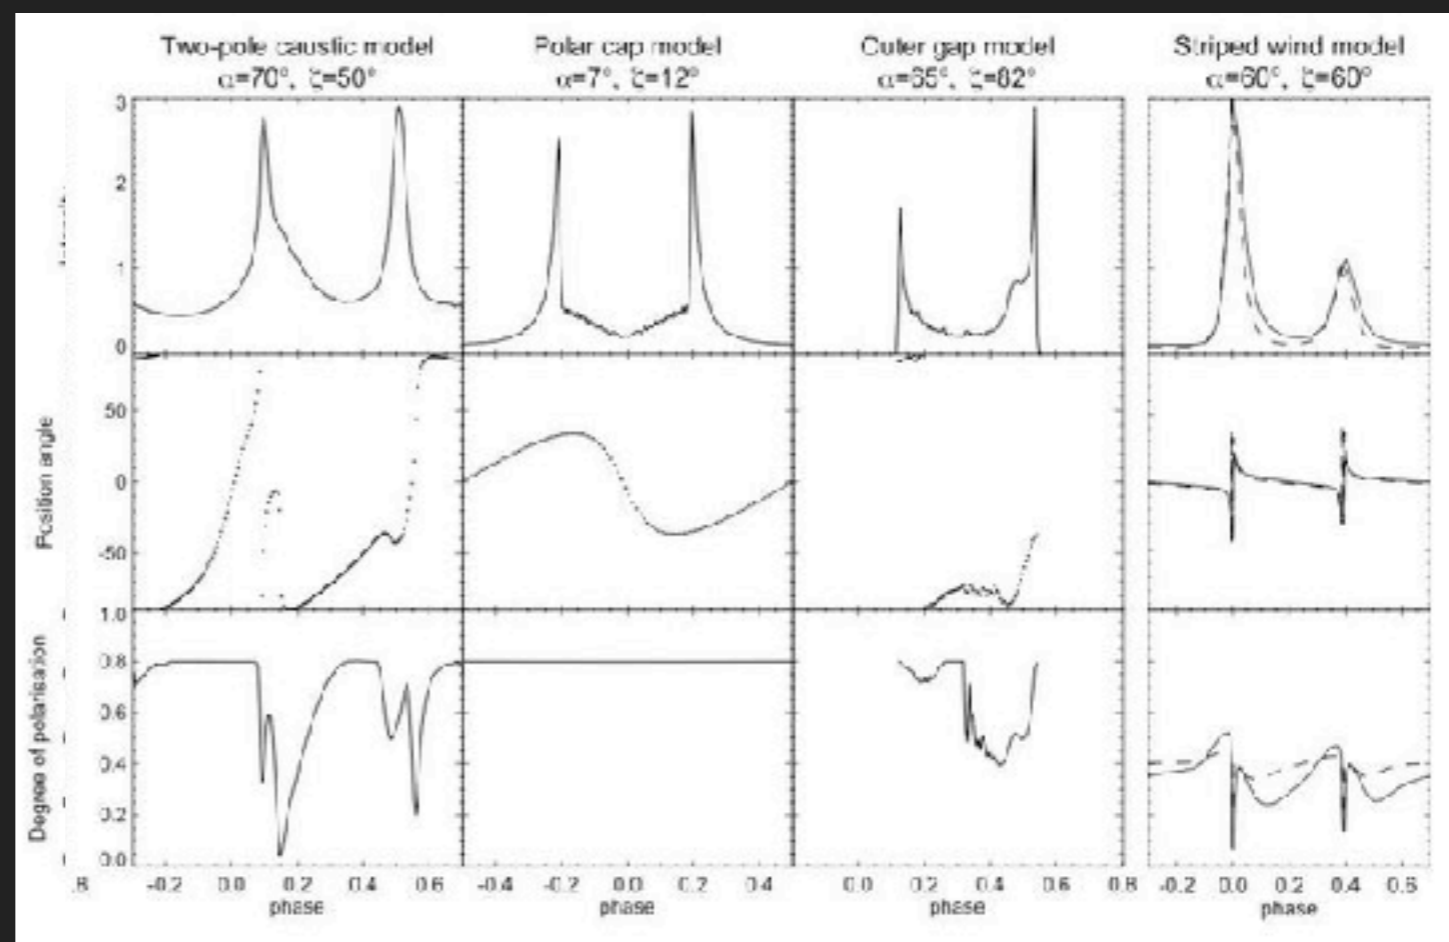 Two-pole caustic model
α=70°, ζ=50°
Polar cap model
α=7°, ζ=12°
Outer gap model
α=65°, ζ=82°
Striped wind model
α=60°, ζ=60°
3
2
1
0
Position angle
50
0
-50
Degree of polarisation
1.0
0.8
0.6
0.4
0.2
0.0
.8
-0.2 0.0 0.2 0.4 0.6
-0.4 -0.2 0.0 0.2 0.4
0.0 0.2 0.4 0.6 0.8
-0.2 0.0 0.2 0.4 0.6
phase
phase
phase
phase